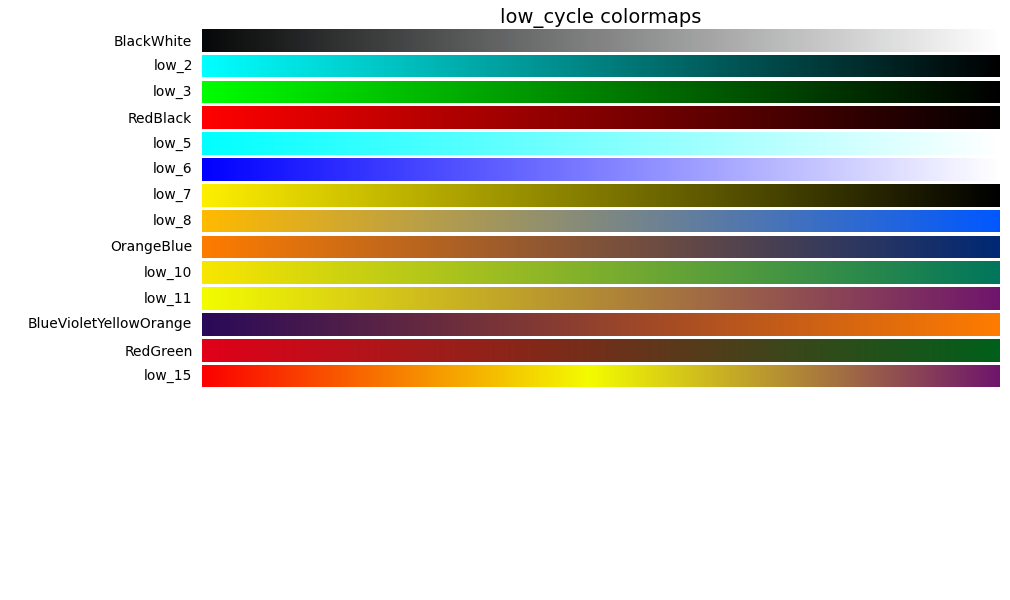 low_cycle colormaps
BlackWhite
low_2
low_3
RedBlack
low_5
low_6
low_7
low_8
OrangeBlue
low_10
low_11
BlueVioletYellowOrange
RedGreen
low_15